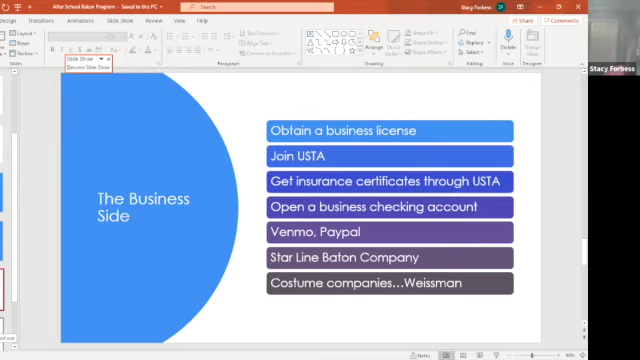 After School Baton Program - Saved to this PC
Stacy Forbess
SF
Transitions
Animations
Slide Show
Review
View
Help
Share
Comments
Layout
Reset
Section
Text Direction
Align Text
Convert to SmartArt
Arrange
Quick
Styles
Shape Fill
Shape Outline
Shape Effects
Find
Replace
Select
Dictate
Design
Ideas
Slides
Font
Paragraph
Drawing
Editing
Voice
Designer
Slide Show
Resume Slide Show
Stacy Forbess
The Business
Side
Obtain a business license
Join USTA
Get insurance certificates through USTA
Open a business checking account
Venmo, Paypal
Star Line Baton Company
Costume companies…Weissman
Notes